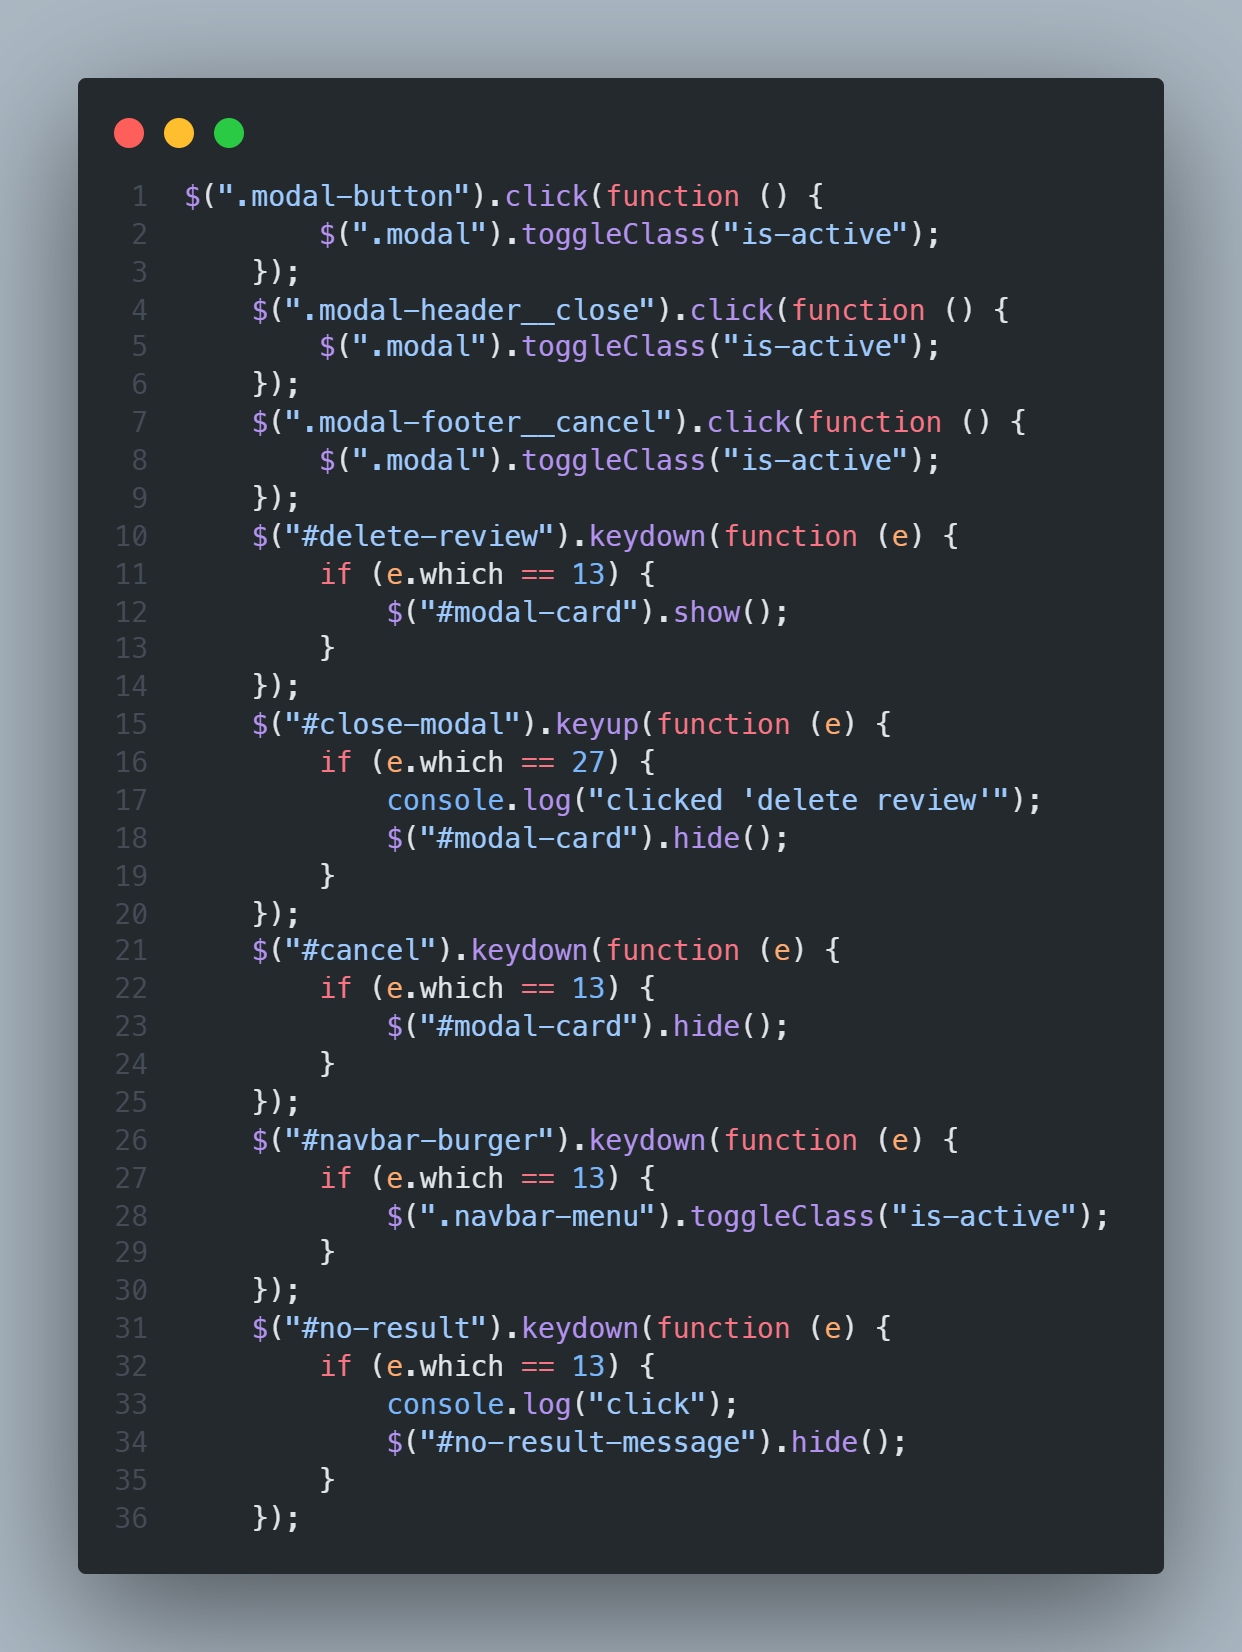 1 $(".modal-button").click(function () {
2         $(".modal").toggleClass("is-active");
3     });
4     $(".modal-header__close").click(function () {
5         $(".modal").toggleClass("is-active");
6     });
7     $(".modal-footer__cancel").click(function () {
8         $(".modal").toggleClass("is-active");
9     });
10     $("#delete-review").keydown(function (e) {
11         if (e.which == 13) {
12             $("#modal-card").show();
13         }
14     });
15     $("#close-modal").keyup(function (e) {
16         if (e.which == 27) {
17             console.log("clicked 'delete review'");
18             $("#modal-card").hide();
19         }
20     });
21     $("#cancel").keydown(function (e) {
22         if (e.which == 13) {
23             $("#modal-card").hide();
24         }
25     });
26     $("#navbar-burger").keydown(function (e) {
27         if (e.which == 13) {
28             $(".navbar-menu").toggleClass("is-active");
29         }
30     });
31     $("#no-result").keydown(function (e) {
32         if (e.which == 13) {
33             console.log("click");
34             $("#no-result-message").hide();
35         }
36     });